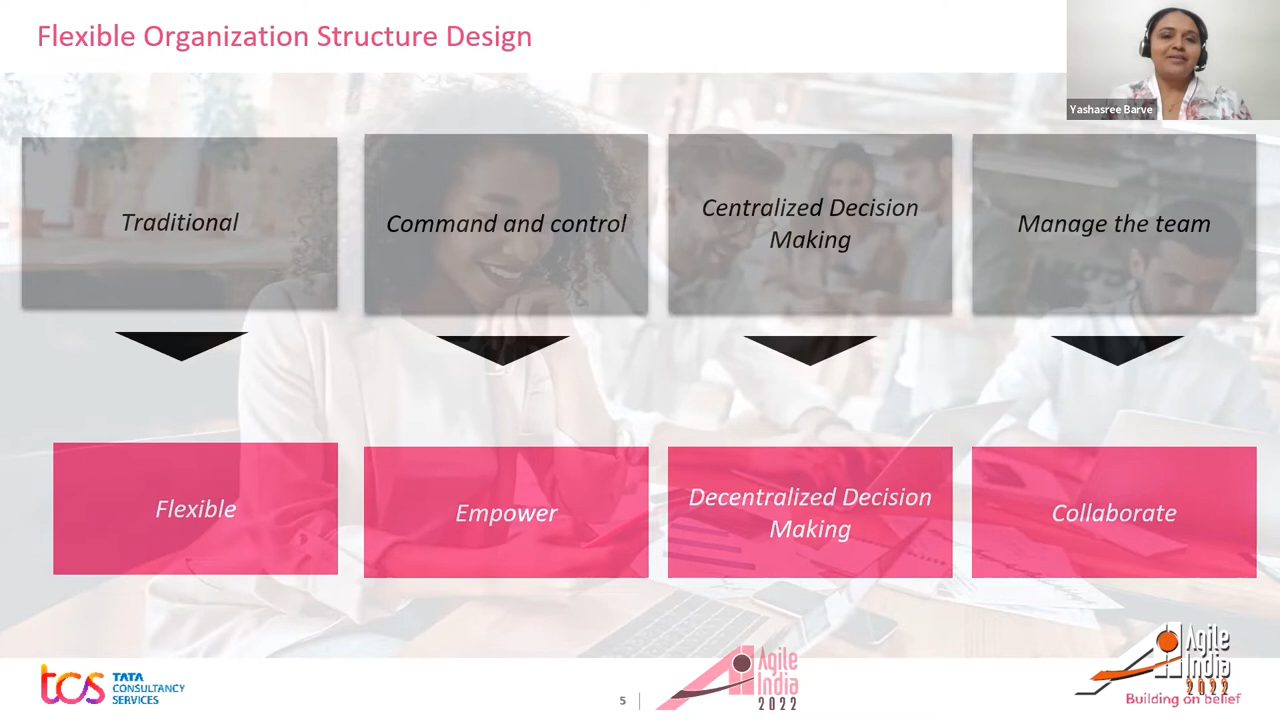 Flexible Organization Structure Design
Yashasree Barve
Traditional
Command and control
Centralized Decision
Making
Manage the team
Flexible
Empower
Decentralized Decision
Making
Collaborate
tcs TATA
CONSULTANCY
SERVICES
5
Agile
India
2022
Agile
India
2022
Building on belief